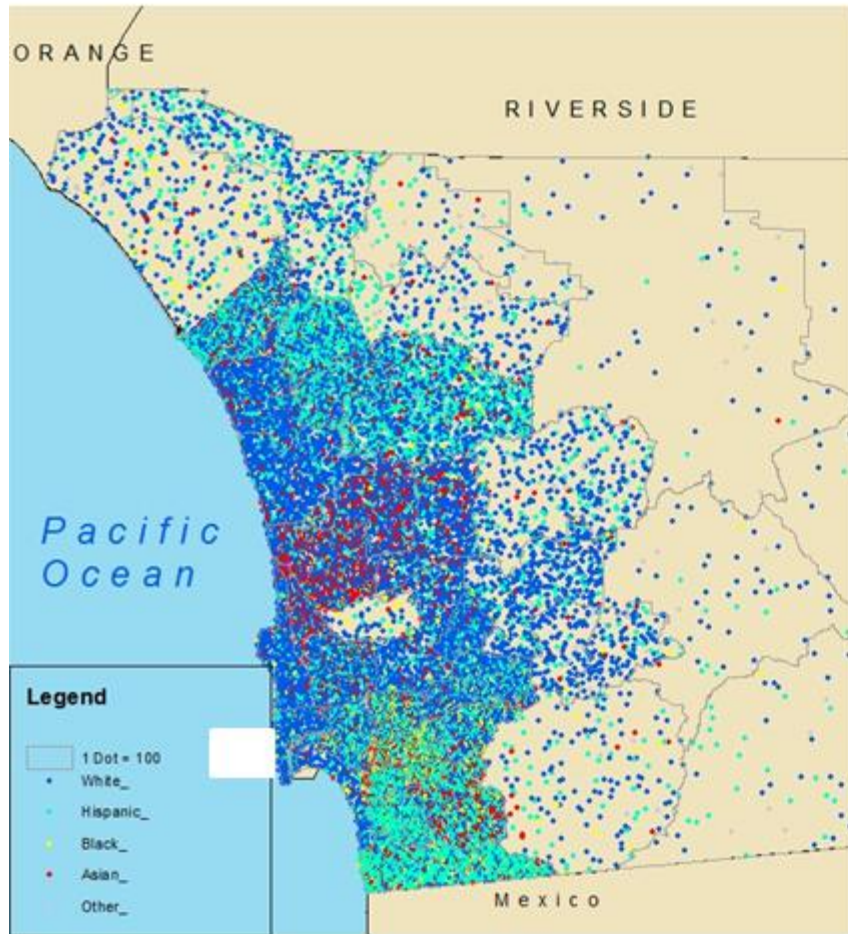 ORANGE
RIVERSIDE
Pacific
Ocean
Legend
1 Dot = 100
White_
Hispanic_
Black_
Asian_
Other_
Mexico